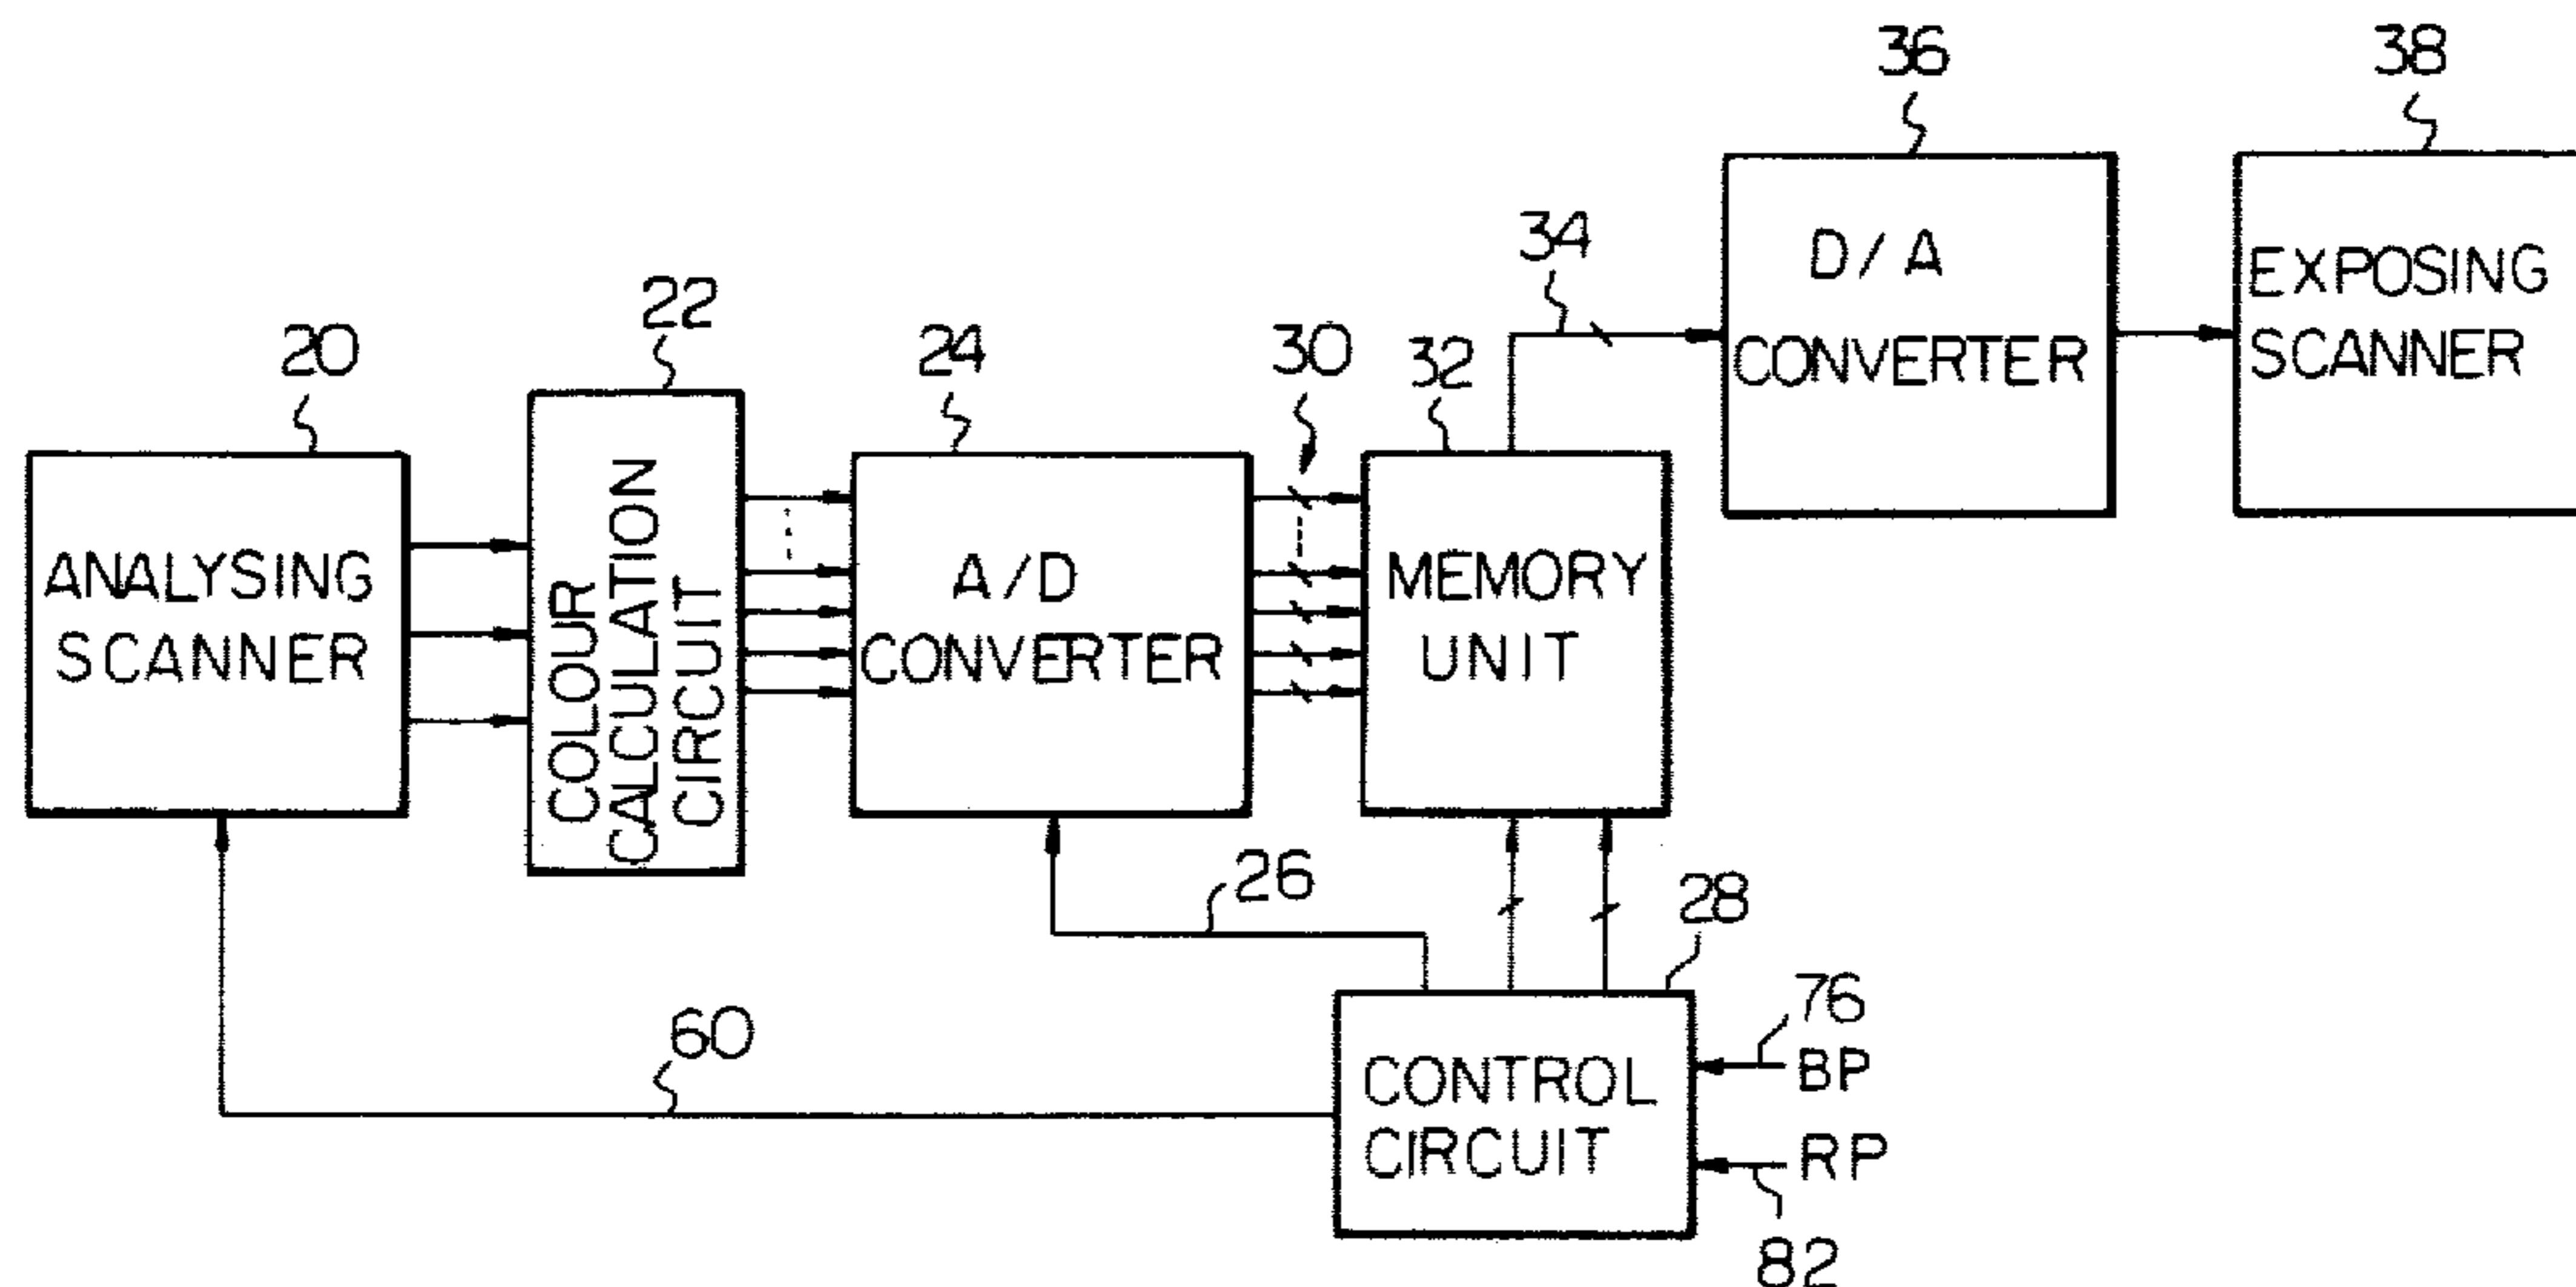 36
38
34
D/A
CONVERTER
EXPOSING
SCANNER
20
22
24
30
32
ANALYSING
SCANNER
COLOUR
CALCULATION
CIRCUIT
A/D
CONVERTER
MEMORY
UNIT
26
28
60
76
BP
CONTROL
CIRCUIT
RP
82